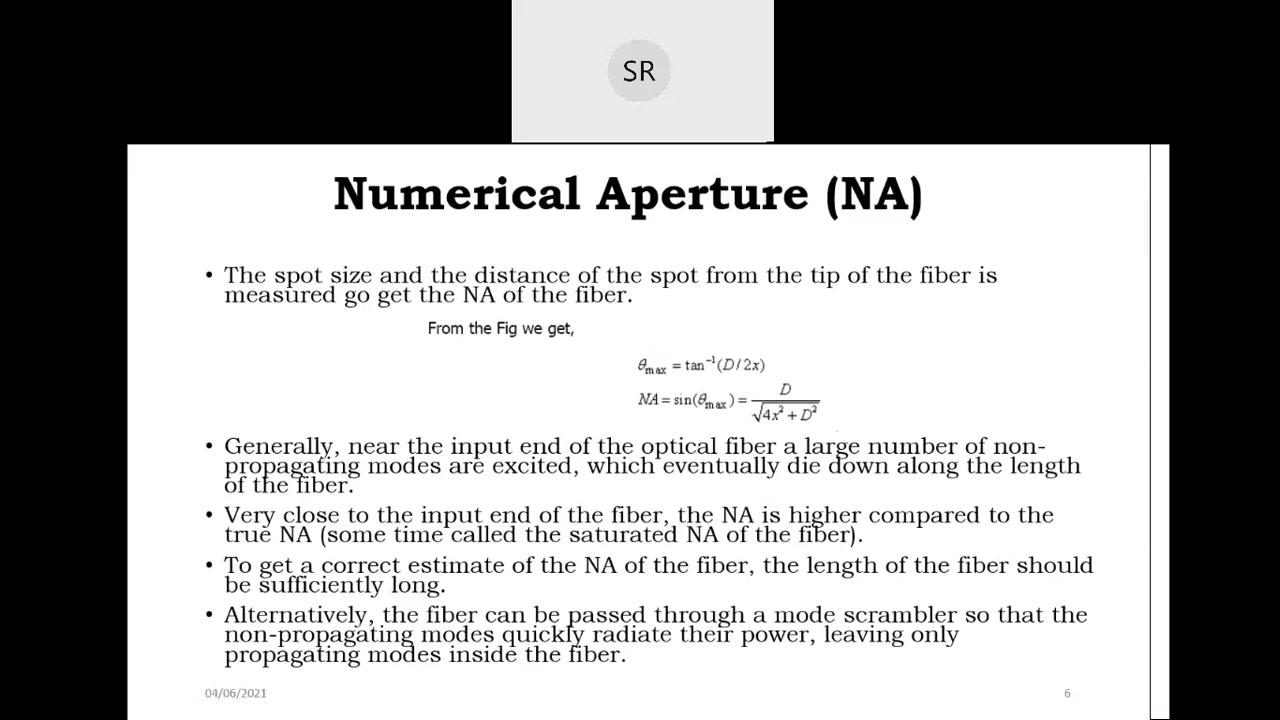 SR
Numerical Aperture (NA)
• The spot size and the distance of the spot from the tip of the fiber is
measured go get the NA of the fiber.
From the Fig we get,
θmax = tan⁻¹(D/2x)
NA = sin(θmax) = D / √(4x² + D²)
• Generally, near the input end of the optical fiber a large number of non-
propagating modes are excited, which eventually die down along the length
of the fiber.
• Very close to the input end of the fiber, the NA is higher compared to the
true NA (some time called the saturated NA of the fiber).
• To get a correct estimate of the NA of the fiber, the length of the fiber should
be sufficiently long.
• Alternatively, the fiber can be passed through a mode scrambler so that the
non-propagating modes quickly radiate their power, leaving only
propagating modes inside the fiber.
04/06/2021
6